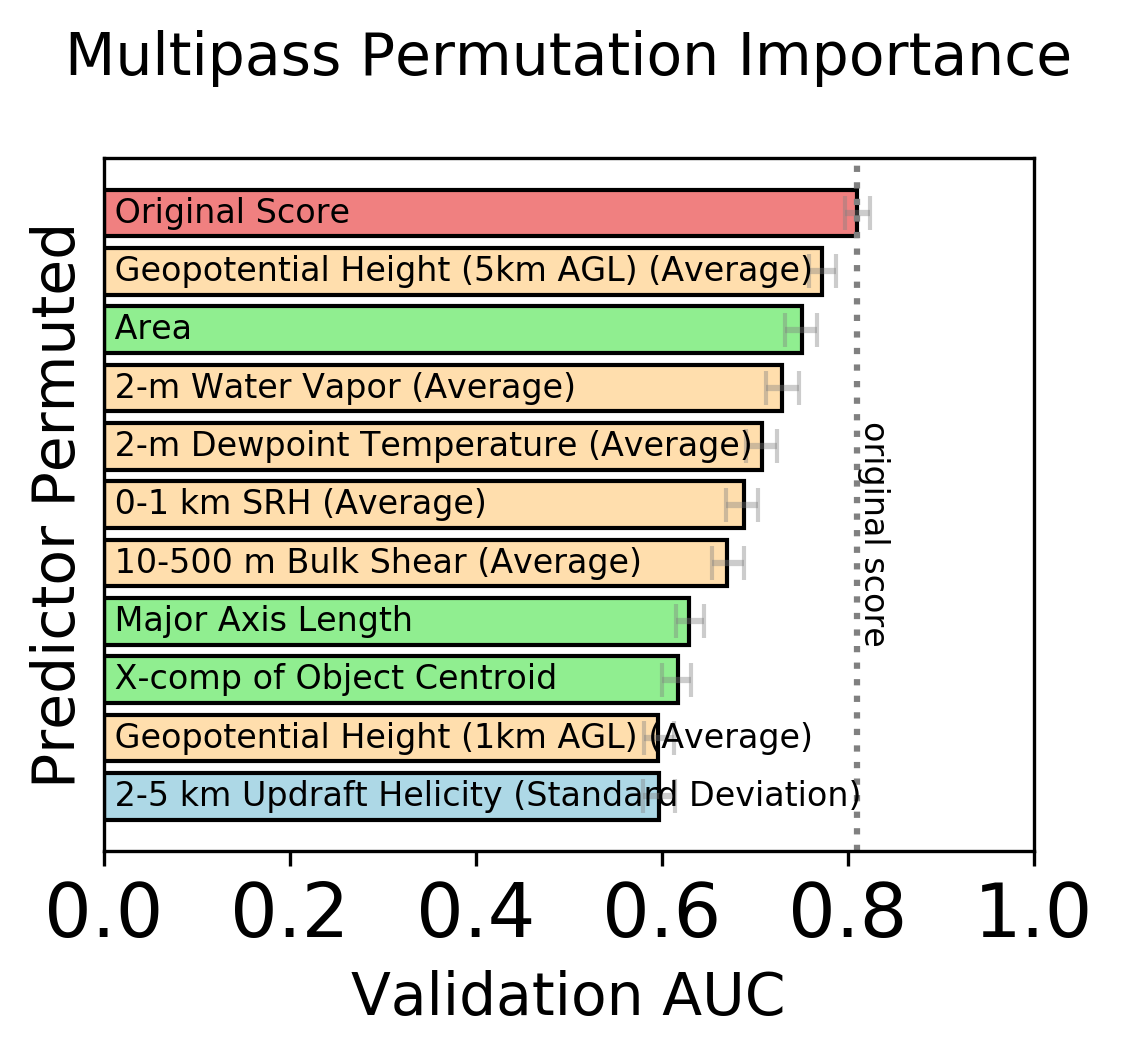 Multipass Permutation Importance
Predictor Permuted
Original Score
Geopotential Height (5km AGL) (Average)
Area
2-m Water Vapor (Average)
2-m Dewpoint Temperature (Average)
0-1 km SRH (Average)
10-500 m Bulk Shear (Average)
Major Axis Length
X-comp of Object Centroid
Geopotential Height (1km AGL) (Average)
2-5 km Updraft Helicity (Standard Deviation)
original score
0.0 0.2 0.4 0.6 0.8 1.0
Validation AUC